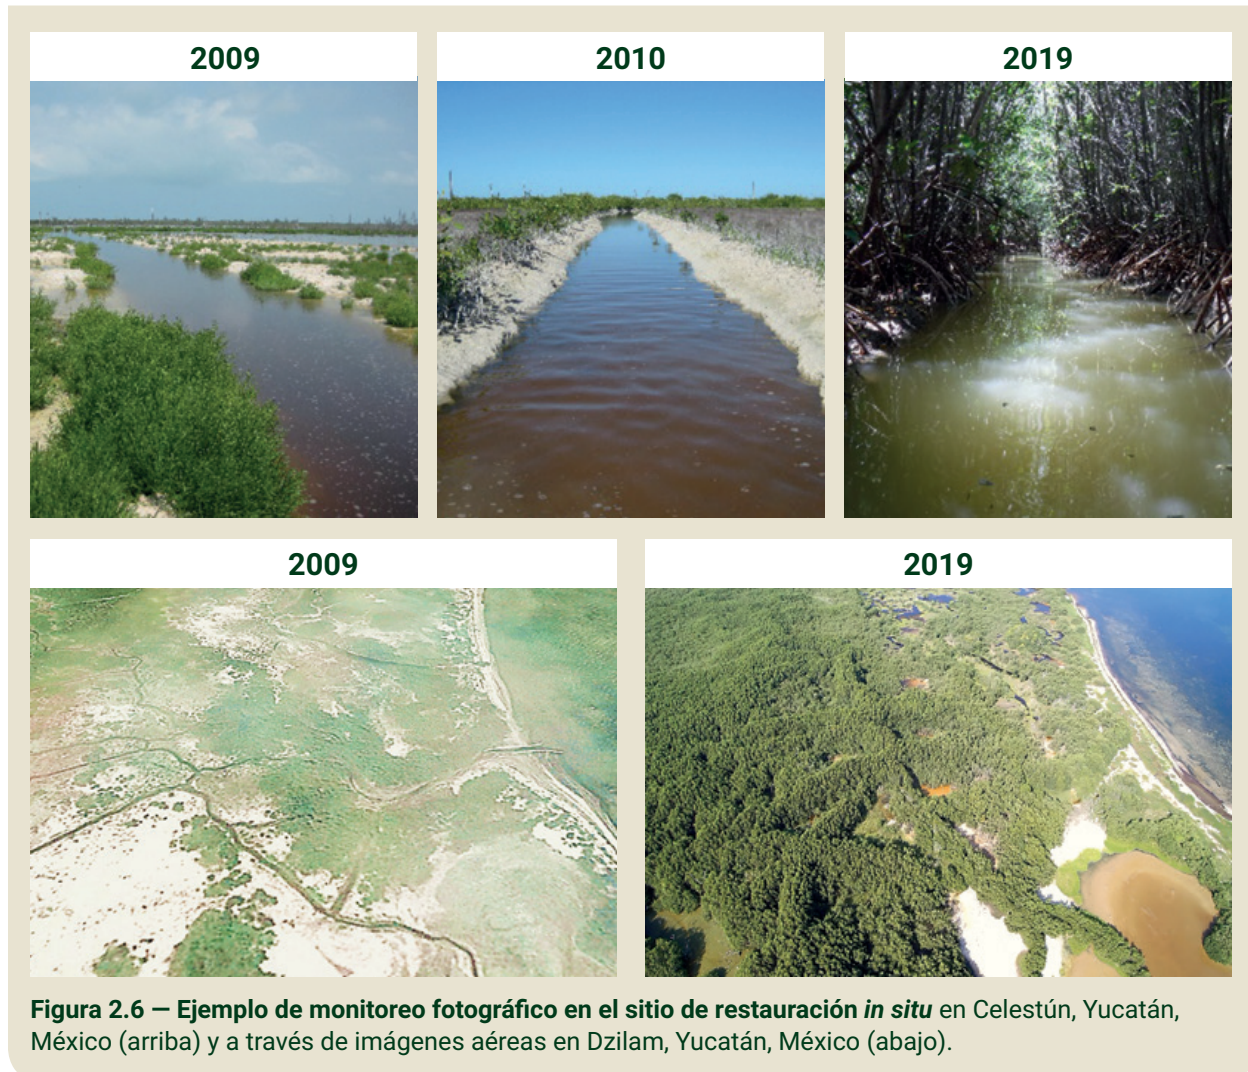 2009
2010
2019
2009
2019
Figura 2.6 — Ejemplo de monitoreo fotográfico en el sitio de restauración in situ en Celestún, Yucatán,
México (arriba) y a través de imágenes aéreas en Dzilam, Yucatán, México (abajo).